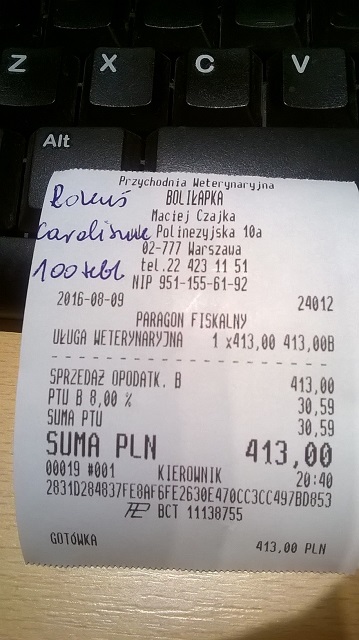 Z X C V
Alt
Przychodnia Weterynaryjna
BOLIŁAPKA
Maciej Czajka
Polinezyjska 10a
02-777 Warszawa
tel.22 423 11 51
NIP 951-155-61-92
100 tabl
2016-08-09 24012
PARAGON FISKALNY
UŁUGA WETERYNARYJNA 1 x413,00 413,00B
SPRZEDAŻ OPODATK. B 413,00
PTU B 8,00 % 30,59
SUMA PTU 30,59
SUMA PLN 413,00
00019 #001 KIEROWNIK 20:40
2831D284837FE8AF6FE2630E470CC3CC497BD853
BCT 11138755
GOTÓWKA 413,00 PLN